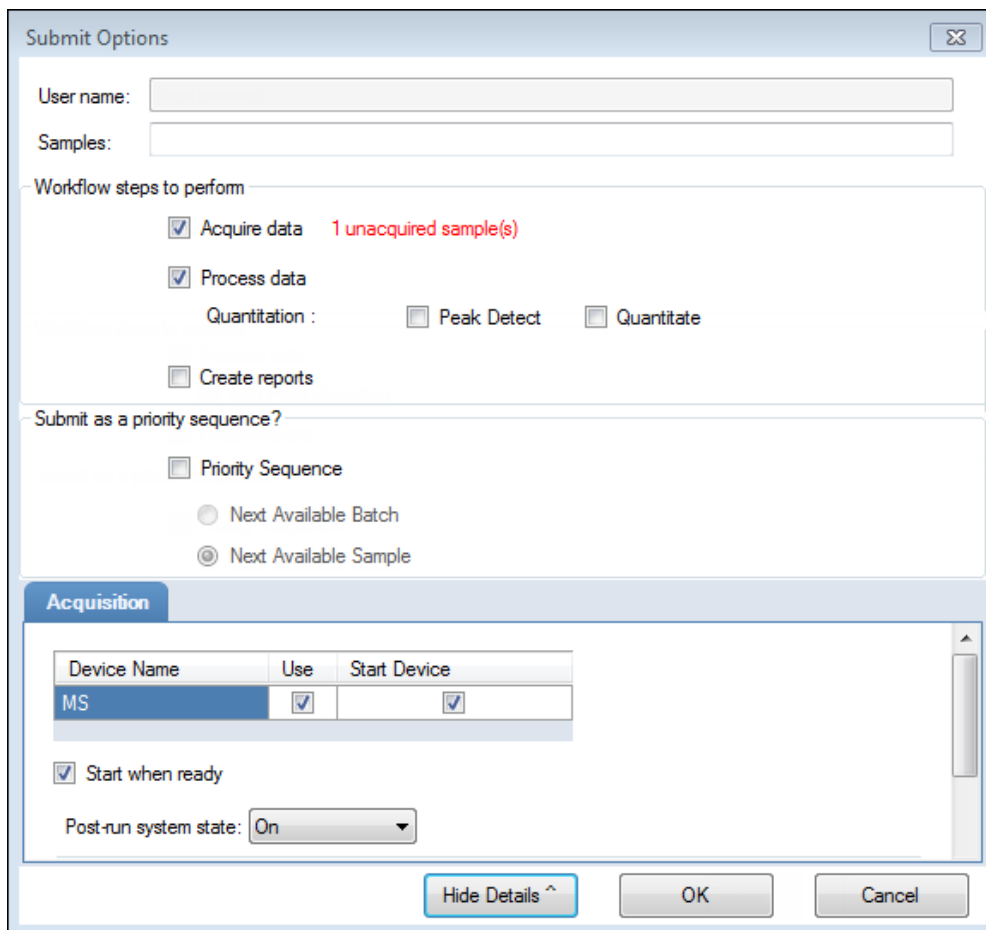 Submit Options
User name:
Samples:
Workflow steps to perform
Acquire data 1 unacquired sample(s)
Process data
Quantitation : Peak Detect Quantitate
Create reports
Submit as a priority sequence?
Priority Sequence
Next Available Batch
Next Available Sample
Acquisition
Device Name Use Start Device
MS
Start when ready
Post-run system state: On
Hide Details ^ OK Cancel